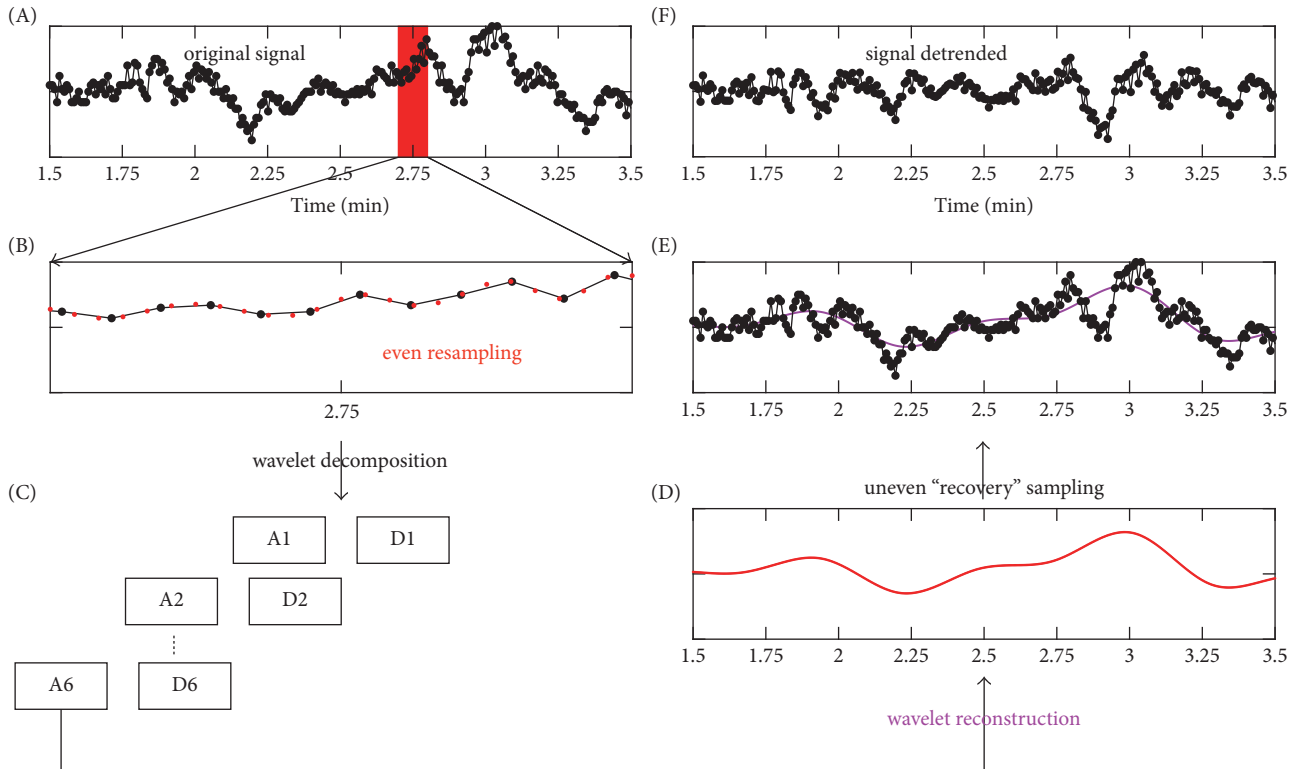 (A)
original signal
1.5 1.75 2 2.25 2.5 2.75 3 3.25 3.5
Time (min)
(B)
even resampling
2.75
wavelet decomposition
(C)
A1 D1
A2 D2
A6 D6
(F)
signal detrended
1.5 1.75 2 2.25 2.5 2.75 3 3.25 3.5
Time (min)
(E)
1.5 1.75 2 2.25 2.5 2.75 3 3.25 3.5
uneven “recovery” sampling
(D)
1.5 1.75 2 2.25 2.5 2.75 3 3.25 3.5
wavelet reconstruction